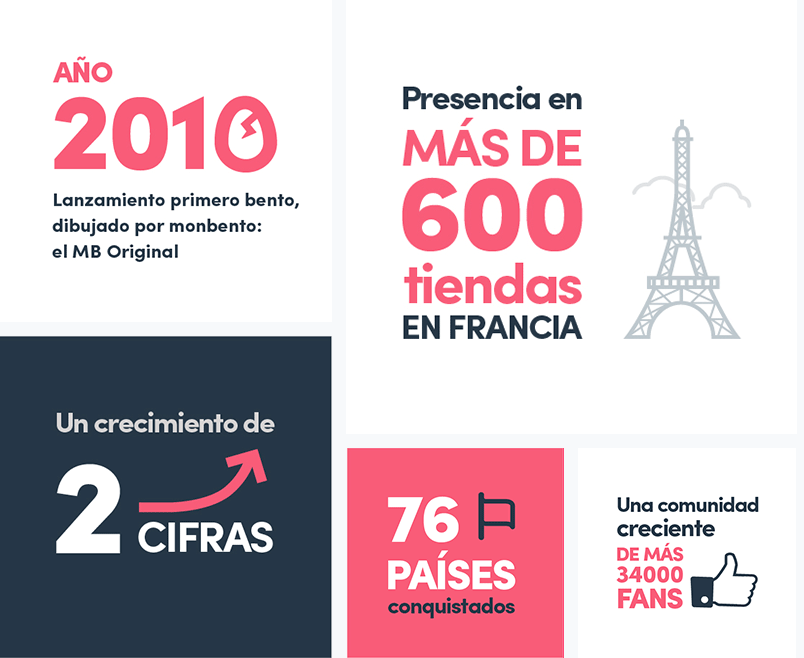 AÑO
2010
Lanzamiento primero bento,
dibujado por monbento:
el MB Original
Presencia en
MÁS DE
600
tiendas
EN FRANCIA
Un crecimiento de
2
CIFRAS
76
PAÍSES
conquistados
Una comunidad
creciente
DE MÁS
34000
FANS